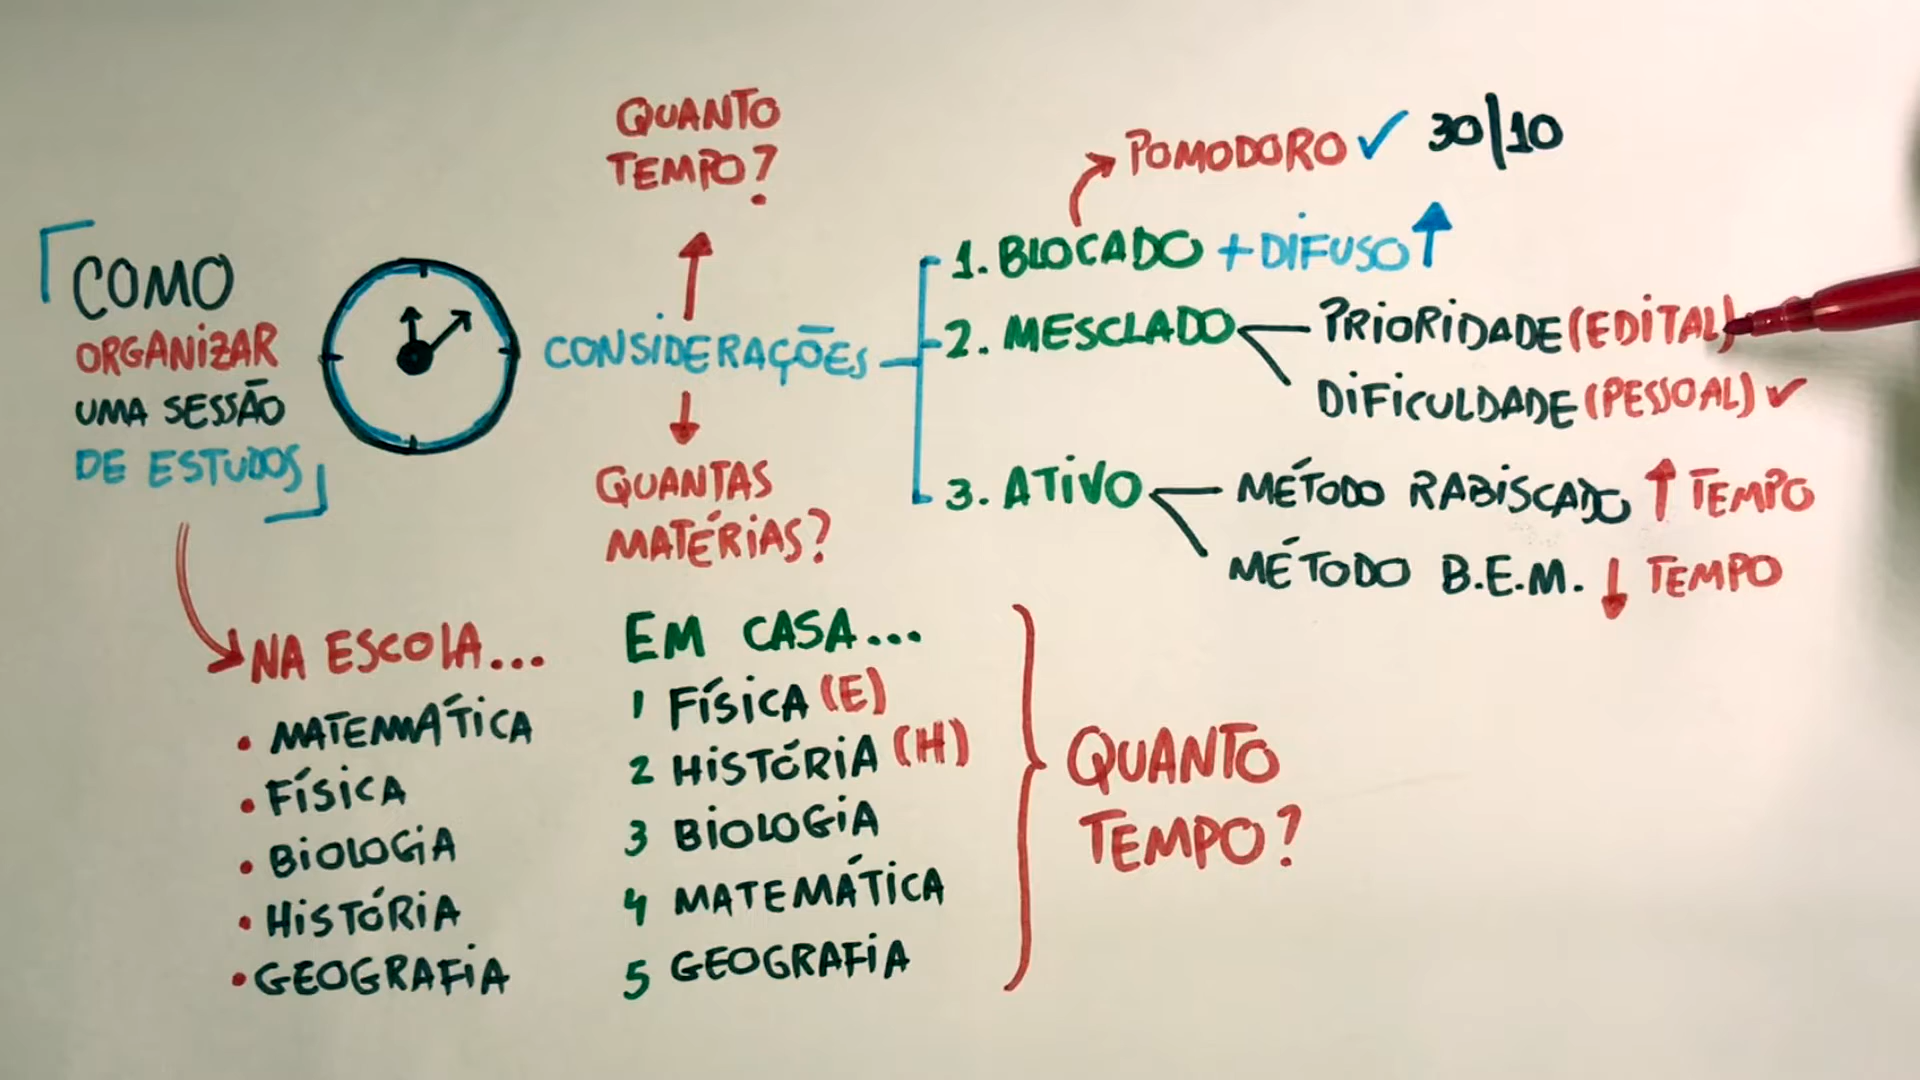 COMO
ORGANIZAR
UMA SESSÃO
DE ESTUDOS
QUANTO
TEMPO?
CONSIDERAÇÕES
QUANTAS
MATÉRIAS?
POMODORO ✓ 30/10
1. BLOCADO + DIFUSO ↑
2. MESCLADO
PRIORIDADE (EDITAL)
DIFICULDADE (PESSOAL) ✓
3. ATIVO
MÉTODO RABISCADO ↑ TEMPO
MÉTODO B.E.M. ↓ TEMPO
NA ESCOLA...
• MATEMÁTICA
• FÍSICA
• BIOLOGIA
• HISTÓRIA
• GEOGRAFIA
EM CASA...
1 FÍSICA (E)
2 HISTÓRIA (H)
3 BIOLOGIA
4 MATEMÁTICA
5 GEOGRAFIA
QUANTO
TEMPO?